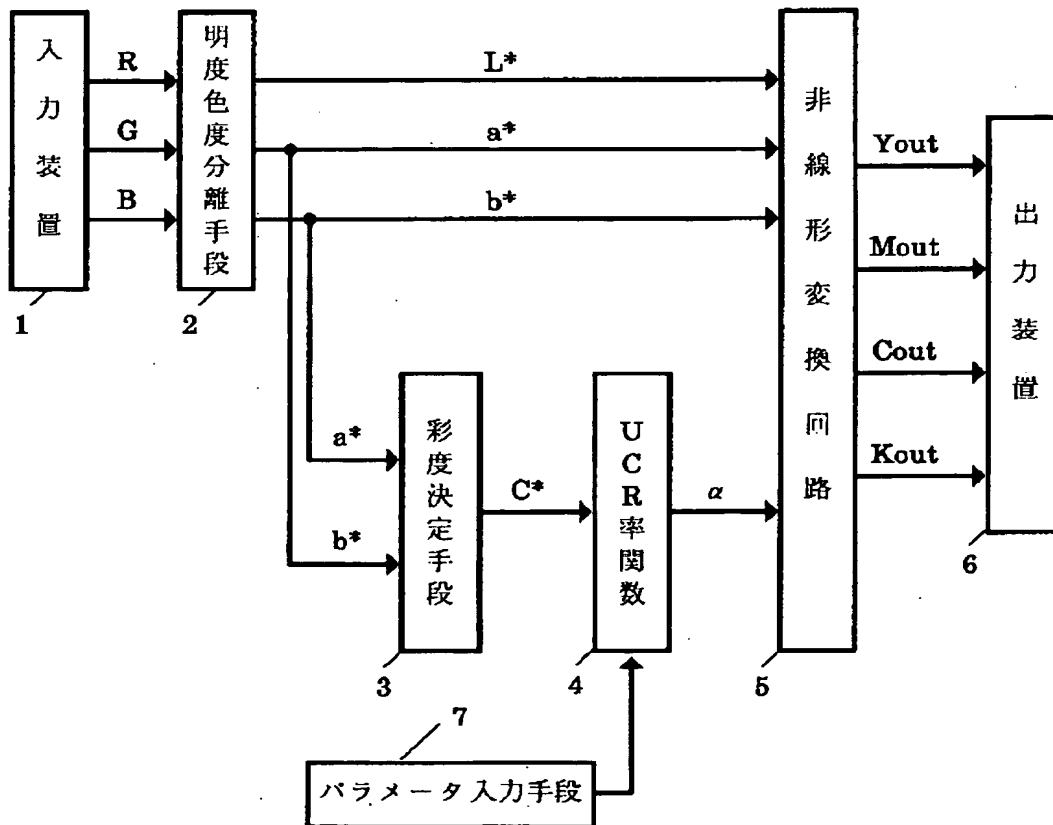 入力装置
1
R
G
B
明度色度分離手段
2
L*
a*
b*
a*
b*
彩度決定手段
3
C*
UCR率関数
4
α
非線形変換回路
5
Yout
Mout
Cout
Kout
出力装置
6
7
パラメータ入力手段